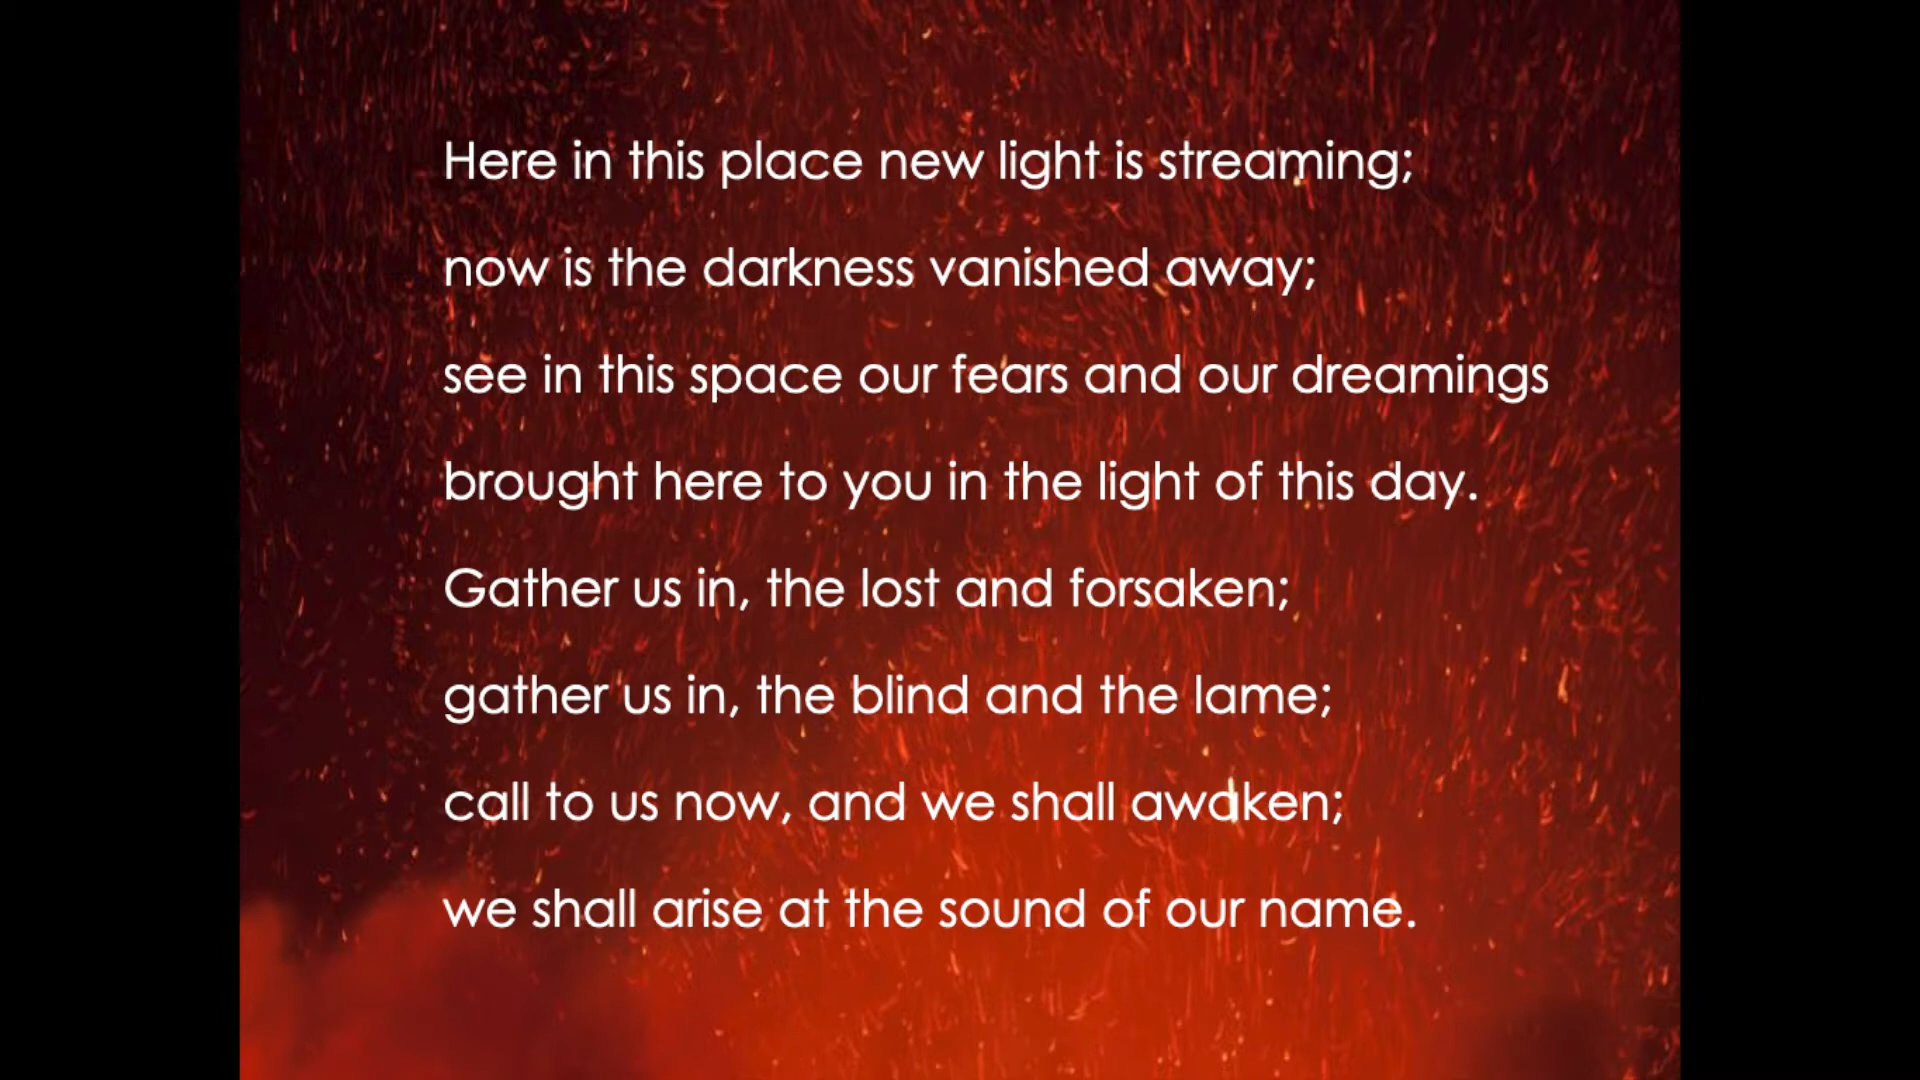 Here in this place new light is streaming;
now is the darkness vanished away;
see in this space our fears and our dreamings
brought here to you in the light of this day.
Gather us in, the lost and forsaken;
gather us in, the blind and the lame;
call to us now, and we shall awaken;
we shall arise at the sound of our name.